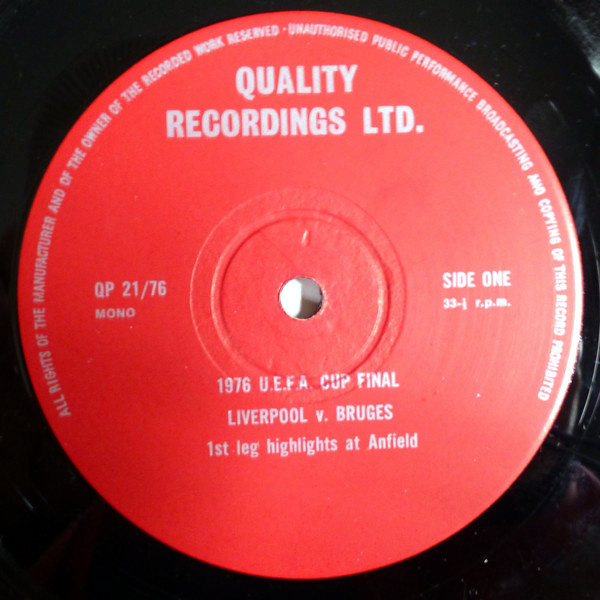 ALL RIGHTS OF THE MANUFACTURER AND OF THE OWNER OF THE RECORDED WORK RESERVED - UNAUTHORISED PUBLIC PERFORMANCE BROADCASTING AND COPYING OF THIS RECORD PROHIBITED
QUALITY
RECORDINGS LTD.
QP 21/76
MONO
SIDE ONE
33-⅓ r.p.m.
1976 U.E.F.A. CUP FINAL
LIVERPOOL v. BRUGES
1st leg highlights at Anfield